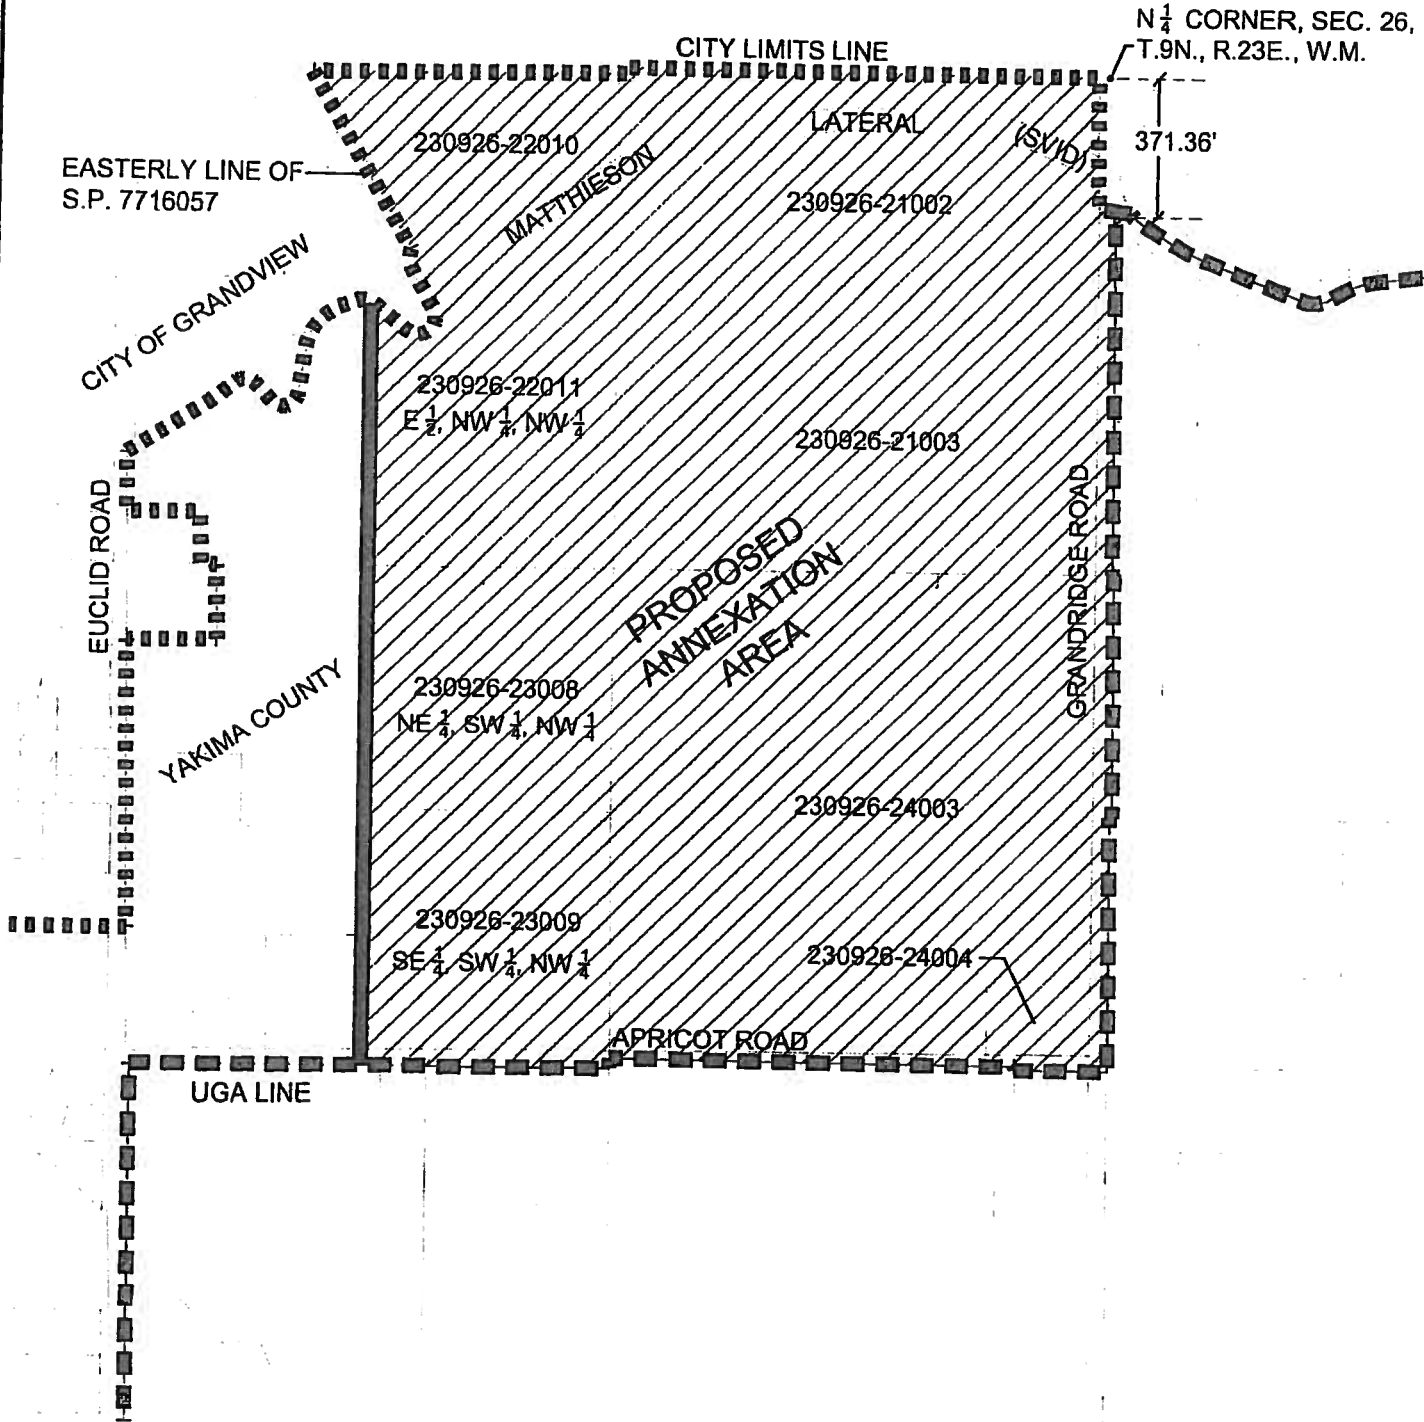 N 1/4 CORNER, SEC. 26,
T.9N., R.23E., W.M.
CITY LIMITS LINE
371.36'
LATERAL
(SVID)
230926-22010
MATTHIESON
230926-21002
EASTERLY LINE OF
S.P. 7716057
CITY OF GRANDVIEW
230926-22011
E 1/2, NW 1/4, NW 1/4
230926-21003
EUCLID ROAD
GRANDRIDGE ROAD
PROPOSED
ANNEXATION
AREA
YAKIMA COUNTY
230926-23008
NE 1/4, SW 1/4, NW 1/4
230926-24003
230926-23009
SE 1/4, SW 1/4, NW 1/4
230926-24004
APRICOT ROAD
UGA LINE